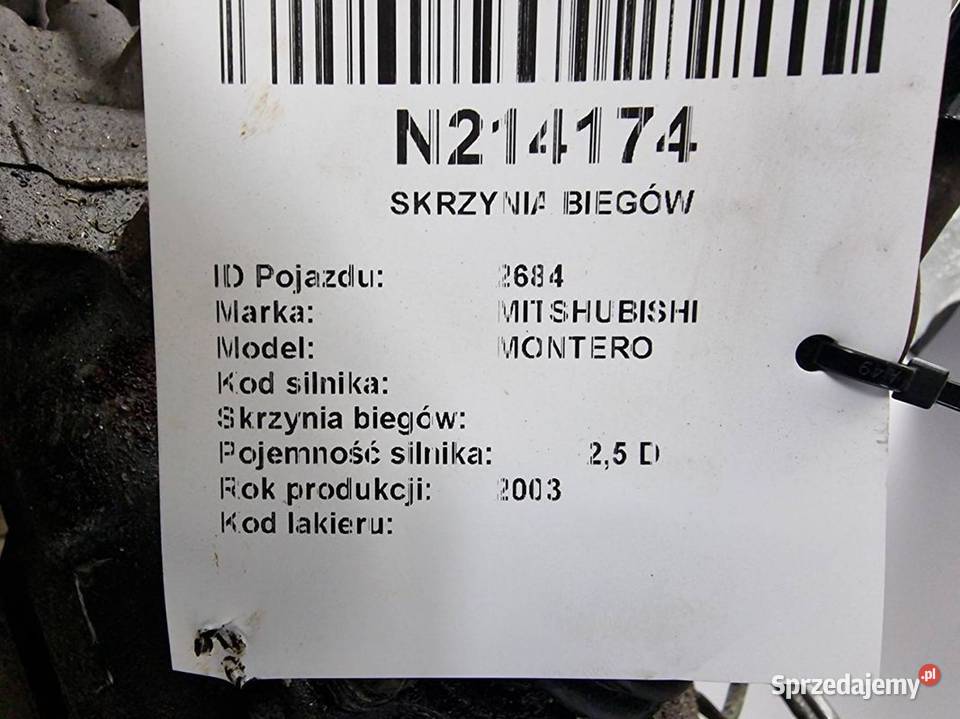 N214174
SKRZYNIA BIEGÓW
ID Pojazdu: 2684
Marka: MITSHUBISHI
Model: MONTERO
Kod silnika:
Skrzynia biegów:
Pojemność silnika: 2,5 D
Rok produkcji: 2003
Kod lakieru:
Sprzedajemy.pl